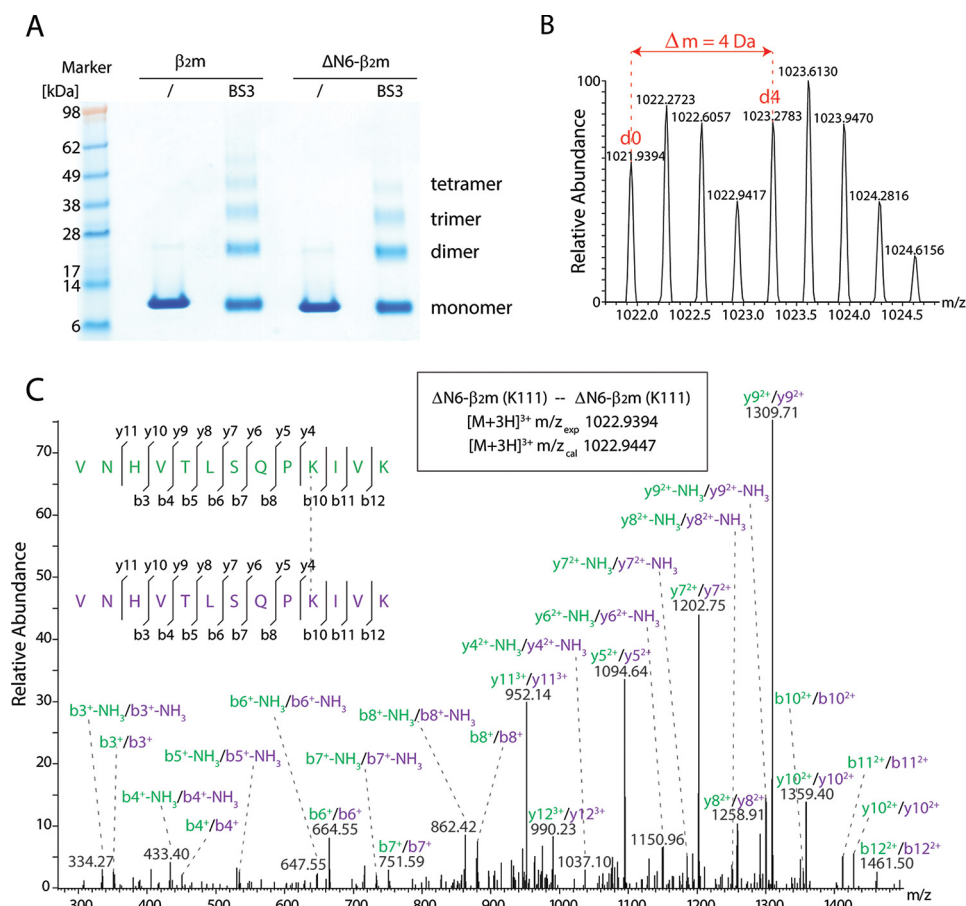 A
Marker
[kDa]
β2m
ΔN6-β2m
/
BS3
/
BS3
98
62
49
38
28
17
14
6
tetramer
trimer
dimer
monomer
B
Δ m = 4 Da
Relative Abundance
100
0
d0
d4
1021.9394
1022.2723
1022.6057
1022.9417
1023.2783
1023.6130
1023.9470
1024.2816
1024.6156
1022.0 1022.5 1023.0 1023.5 1024.0 1024.5
m/z
C
ΔN6-β2m (K111) -- ΔN6-β2m (K111)
[M+3H]3+ m/zexp 1022.9394
[M+3H]3+ m/zcal 1022.9447
y11 y10 y9 y8 y7 y6 y5 y4
V N H V T L S Q P K I V K
b3 b4 b5 b6 b7 b8 b10 b11 b12
y11 y10 y9 y8 y7 y6 y5 y4
V N H V T L S Q P K I V K
b3 b4 b5 b6 b7 b8 b10 b11 b12
Relative Abundance
70
60
50
40
30
20
10
0
b3+-NH3/b3+-NH3
b3+/b3+
334.27
b4+-NH3/b4+-NH3
433.40
b4+/b4+
b5+-NH3/b5+-NH3
b6+-NH3/b6+-NH3
647.55
b6+/b6+
664.55
b7+-NH3/b7+-NH3
b7+/b7+
751.59
b8+-NH3/b8+-NH3
862.42
b8+/b8+
y113+/y113+
952.14
y123+/y123+
990.23
y42+-NH3/y42+-NH3
1037.10
y52+/y52+
1094.64
y62+-NH3/y62+-NH3
1150.96
y72+-NH3/y72+-NH3
y72+/y72+
1202.75
y82+-NH3/y82+-NH3
y82+/y82+
1258.91
y92+-NH3/y92+-NH3
y92+/y92+
1309.71
b102+/b102+
y102+/y102+
1359.40
b112+/b112+
y102+/y102+
b122+/b122+
1461.50
300 400 500 600 700 800 900 1000 1100 1200 1300 1400
m/z